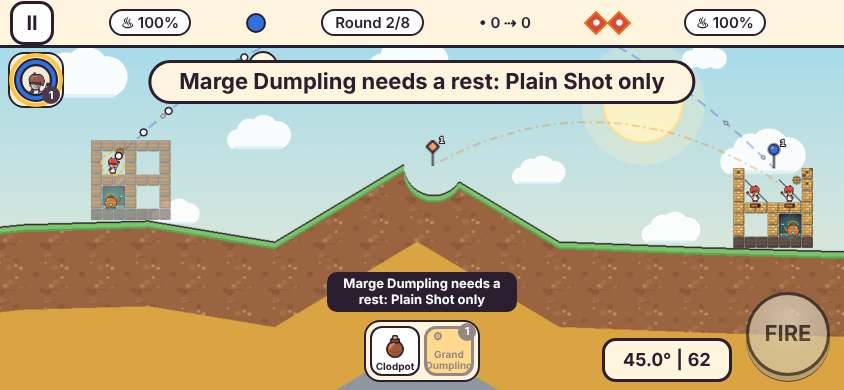 100%
Round 2/8
• 0 ⇢ 0
100%
1
Marge Dumpling needs a rest: Plain Shot only
1
1
Marge Dumpling needs a
rest: Plain Shot only
Clodpot
1
Grand
Dumpling
45.0° | 62
FIRE